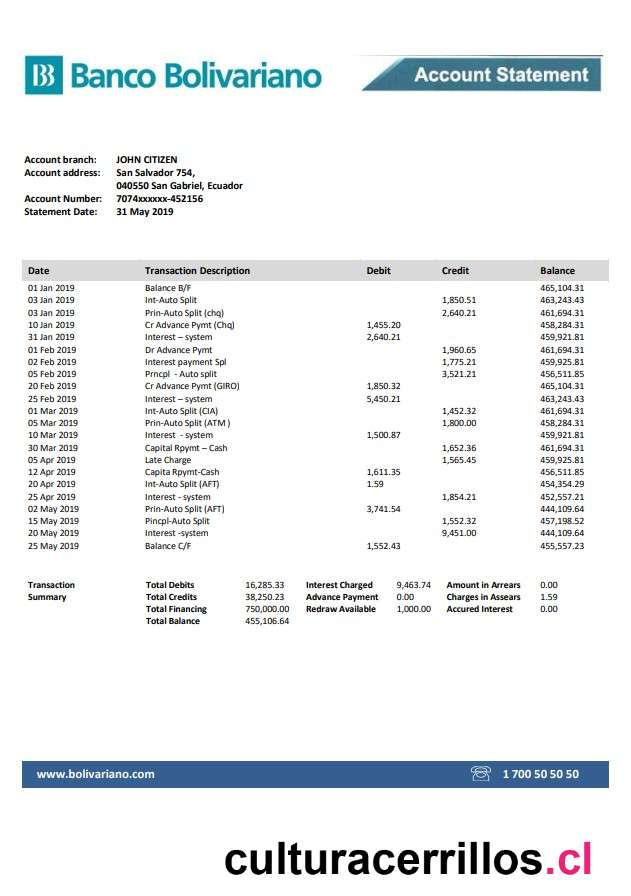 Banco Bolivariano
Account Statement
Account branch: JOHN CITIZEN
Account address: San Salvador 754,
040550 San Gabriel, Ecuador
Account Number: 7074xxxxxx-452156
Statement Date: 31 May 2019
Date Transaction Description Debit Credit Balance
01 Jan 2019 Balance B/F 465,104.31
03 Jan 2019 Int-Auto Split 1,850.51 463,243.43
03 Jan 2019 Prin-Auto Split (chq) 2,640.21 461,694.31
10 Jan 2019 Cr Advance Pymt (Chq) 1,455.20 458,284.31
31 Jan 2019 Interest – system 2,640.21 459,921.81
01 Feb 2019 Dr Advance Pymt 1,960.65 461,694.31
02 Feb 2019 Interest payment Spl 1,775.21 459,925.81
05 Feb 2019 Prncpl - Auto split 3,521.21 456,511.85
20 Feb 2019 Cr Advance Pymt (GIRO) 1,850.32 465,104.31
25 Feb 2019 Interest – system 5,450.21 463,243.43
01 Mar 2019 Int-Auto Split (CIA) 1,452.32 461,694.31
05 Mar 2019 Prin-Auto Split (ATM ) 1,800.00 458,284.31
10 Mar 2019 Interest - system 1,500.87 459,921.81
30 Mar 2019 Capital Rpymt – Cash 1,652.36 461,694.31
05 Apr 2019 Late Charge 1,565.45 459,925.81
12 Apr 2019 Capita Rpymt-Cash 1,611.35 456,511.85
20 Apr 2019 Int-Auto Split (AFT) 1.59 454,354.29
25 Apr 2019 Interest - system 1,854.21 452,557.21
02 May 2019 Prin-Auto Split (AFT) 3,741.54 444,109.64
15 May 2019 Pincpl-Auto Split 1,552.32 457,198.52
20 May 2019 Interest -system 9,451.00 444,109.64
25 May 2019 Balance C/F 1,552.43 455,557.23
Transaction Total Debits 16,285.33 Interest Charged 9,463.74 Amount in Arrears 0.00
Summary Total Credits 38,250.23 Advance Payment 0.00 Charges in Assears 1.59
Total Financing 750,000.00 Redraw Available 1,000.00 Accured Interest 0.00
Total Balance 455,106.64
www.bolivariano.com 1 700 50 50 50
culturacerrillos.cl